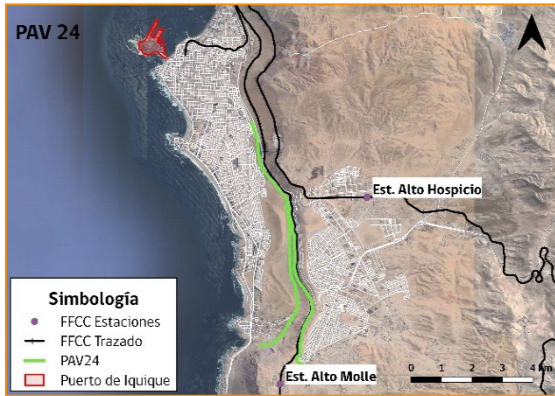 PAV 24
Est. Alto Hospicio
Simbología
FFCC Estaciones
FFCC Trazado
PAV24
Puerto de Iquique
Est. Alto Molle
0 1 2 3 4 km